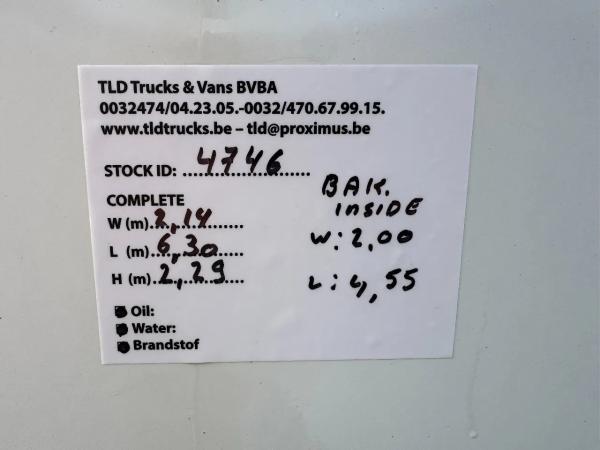 TLD Trucks & Vans BVBA
0032474/04.23.05.-0032/470.67.99.15.
www.tldtrucks.be – tld@proximus.be
STOCK ID: 4746
COMPLETE
W (m). 2,14
L (m). 6,30
H (m). 2,29
BAK.
INSIDE
W: 2,00
L: 4,55
Oil:
Water:
Brandstof